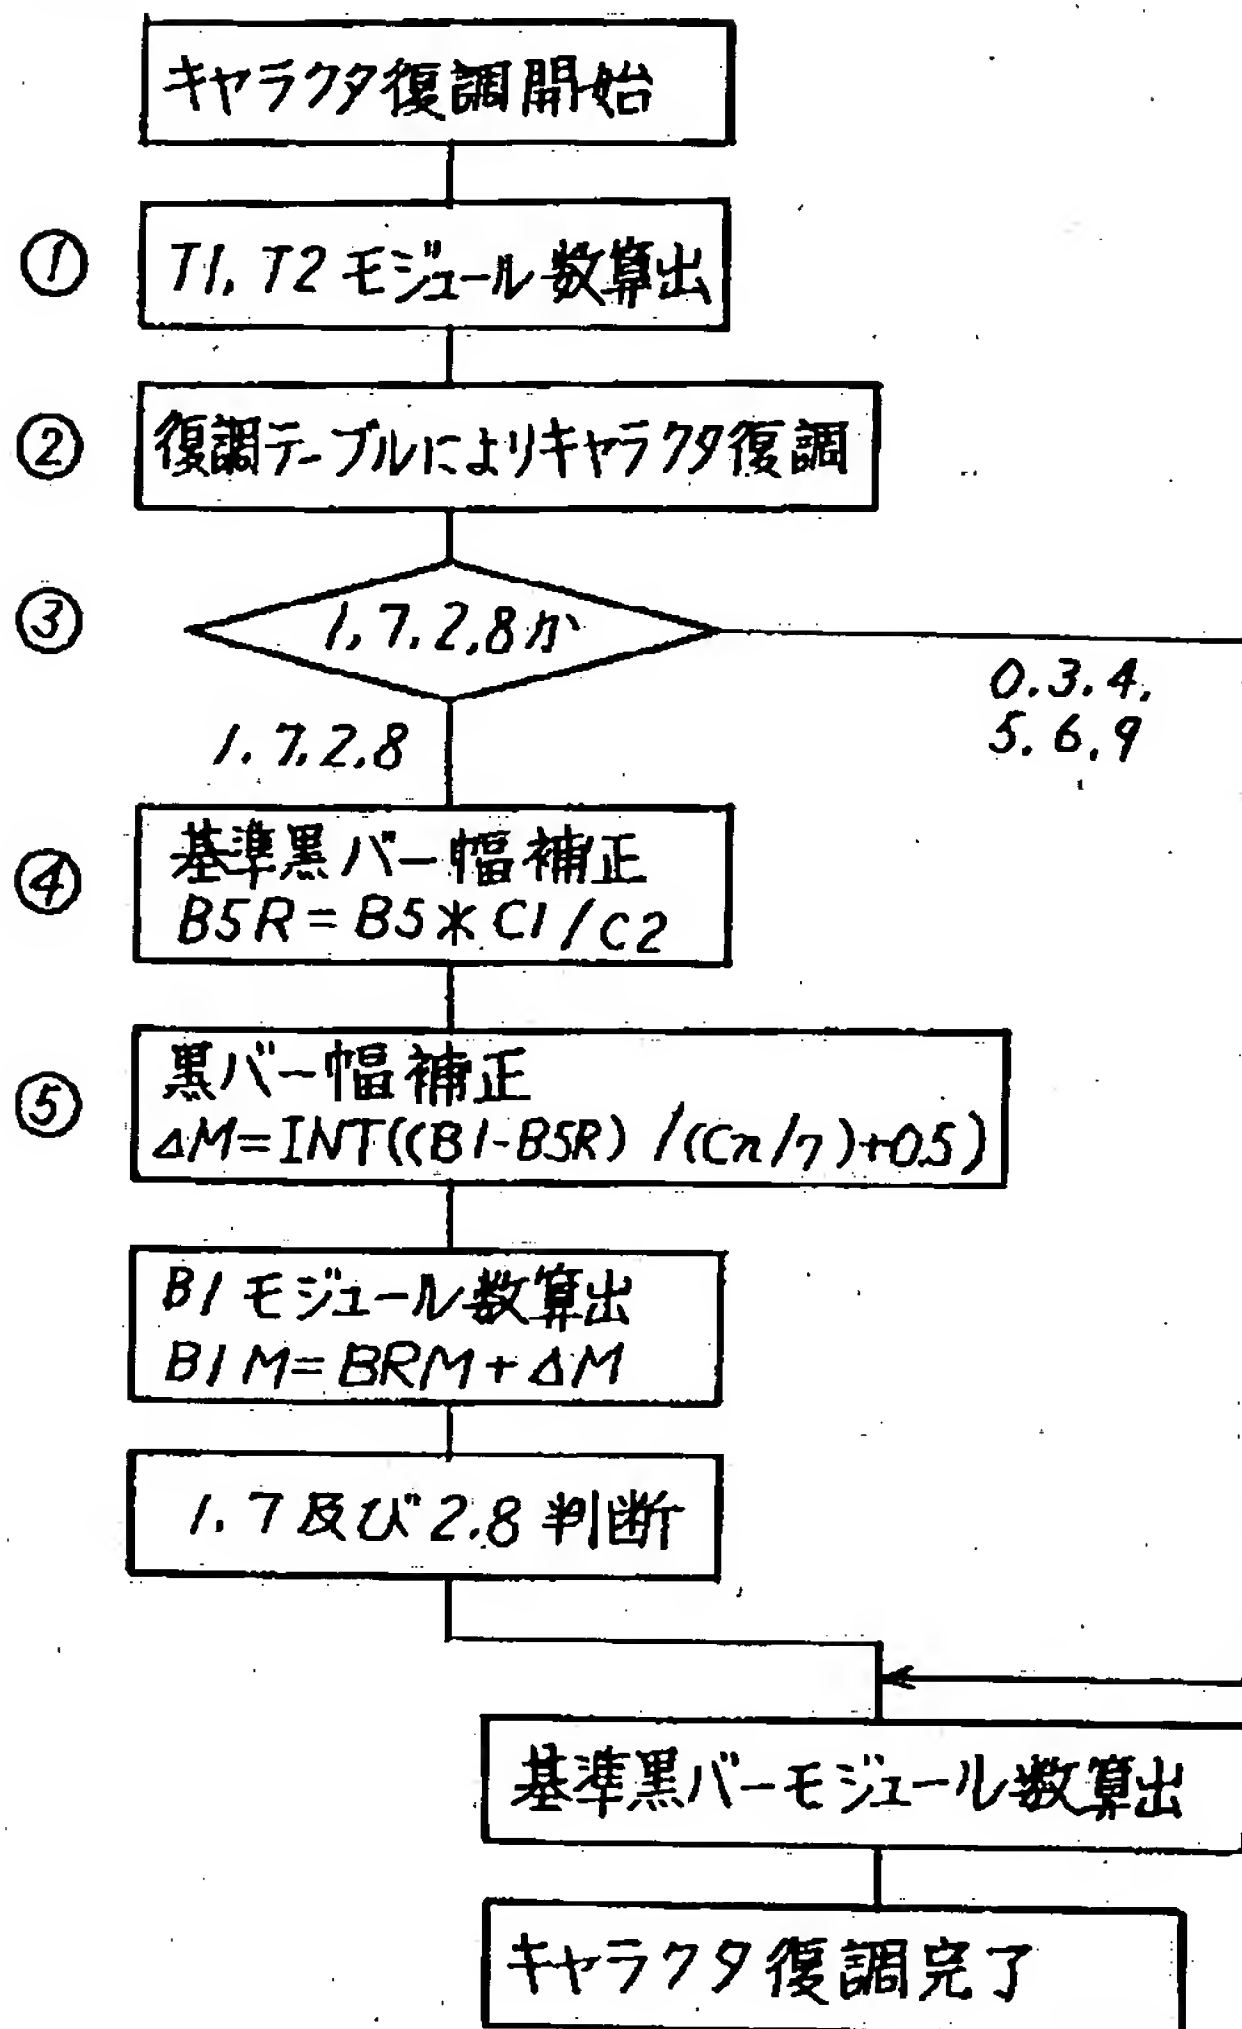 キャラクタ復調開始
① T1, T2 モジュール数算出
② 復調テーブルによりキャラクタ復調
③ 1,7.2,8か
0.3.4.
5.6.9
1.7.2.8
④ 基準黒バー幅補正
B5R=B5*C1/C2
⑤ 黒バー幅補正
ΔM=INT((B1-B5R)/(Cn/7)+0.5)
B1モジュール数算出
B1M=BRM+ΔM
1.7及び2.8判断
基準黒バーモジュール数算出
キャラクタ復調完了